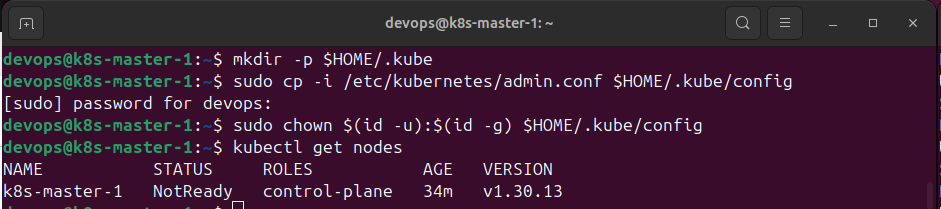 devops@k8s-master-1: ~
devops@k8s-master-1:~$ mkdir -p $HOME/.kube
devops@k8s-master-1:~$ sudo cp -i /etc/kubernetes/admin.conf $HOME/.kube/config
[sudo] password for devops:
devops@k8s-master-1:~$ sudo chown $(id -u):$(id -g) $HOME/.kube/config
devops@k8s-master-1:~$ kubectl get nodes
NAME           STATUS     ROLES           AGE   VERSION
k8s-master-1   NotReady   control-plane   34m   v1.30.13
devops@k8s-master-1:~$